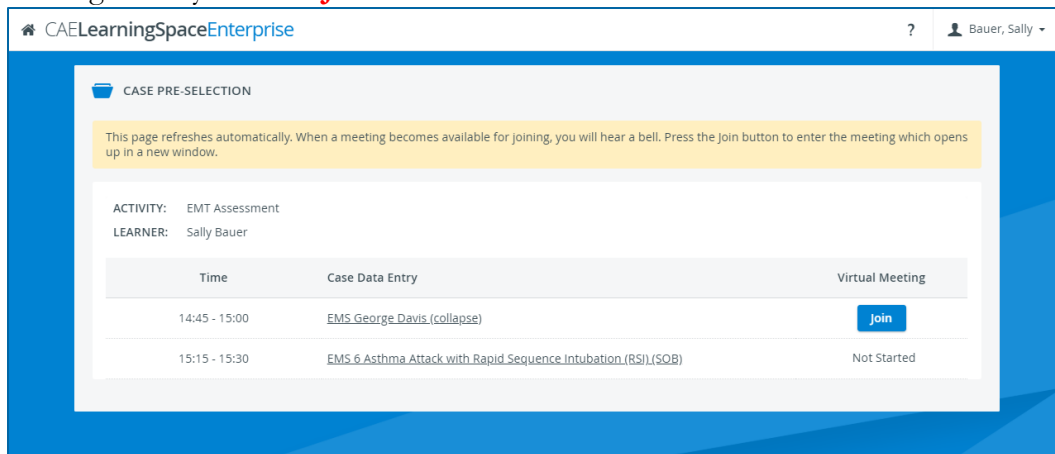 CAELearningSpaceEnterprise
? Bauer, Sally
CASE PRE-SELECTION
This page refreshes automatically. When a meeting becomes available for joining, you will hear a bell. Press the Join button to enter the meeting which opens
up in a new window.
ACTIVITY: EMT Assessment
LEARNER: Sally Bauer
Time Case Data Entry Virtual Meeting
14:45 - 15:00 EMS George Davis (collapse) Join
15:15 - 15:30 EMS 6 Asthma Attack with Rapid Sequence Intubation (RSI) (SOB) Not Started